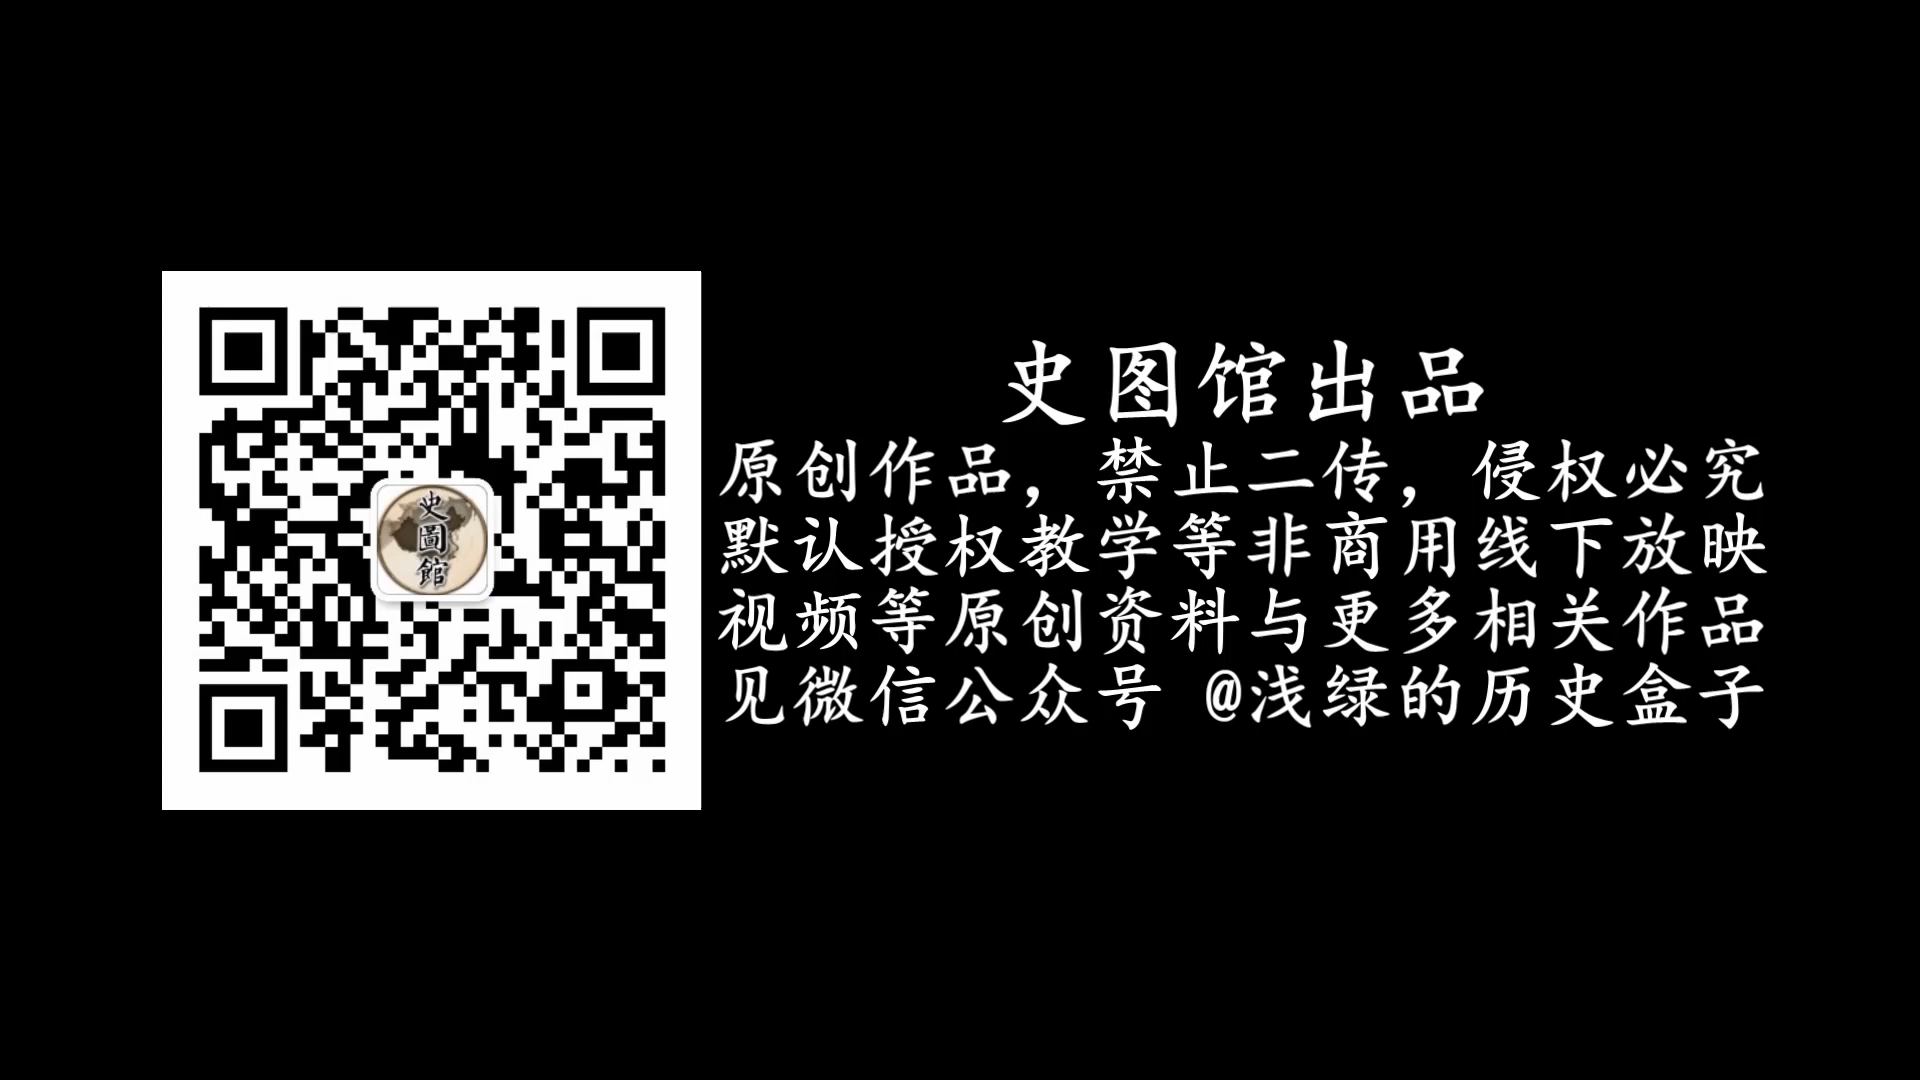 史圖館
史图馆出品
原创作品，禁止二传，侵权必究
默认授权教学等非商用线下放映
视频等原创资料与更多相关作品
见微信公众号 @浅绿的历史盒子